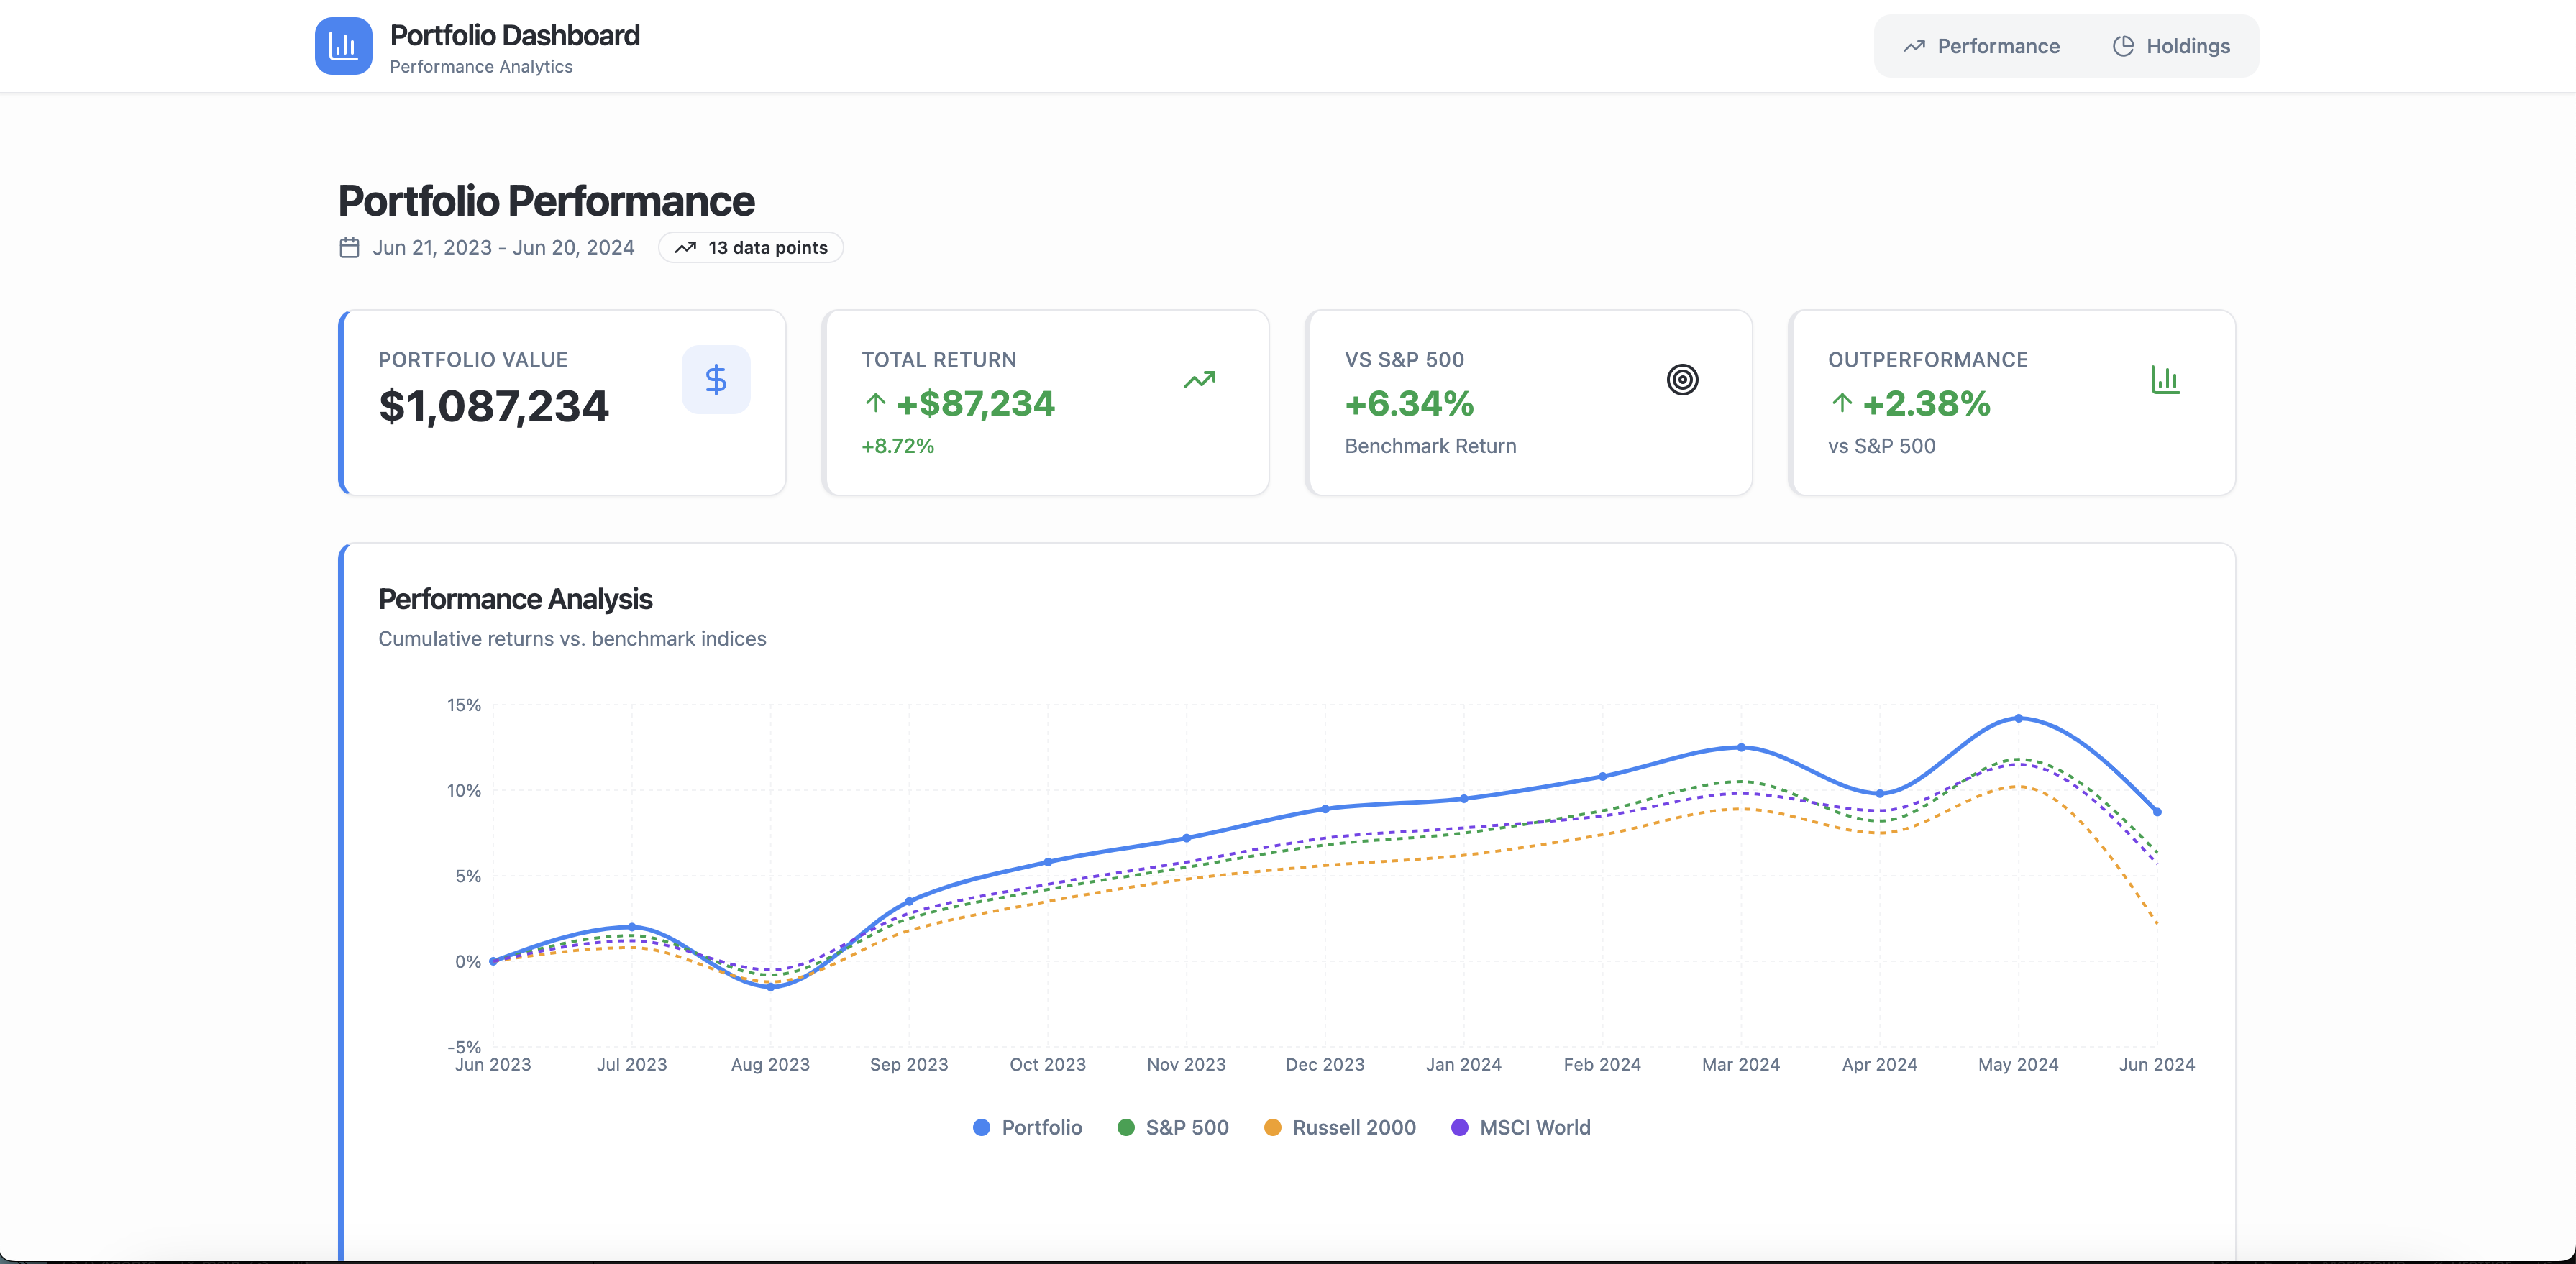 Portfolio Dashboard
Performance Analytics
Performance
Holdings
Portfolio Performance
Jun 21, 2023 - Jun 20, 2024
13 data points
PORTFOLIO VALUE
$1,087,234
TOTAL RETURN
+$87,234
+8.72%
VS S&P 500
+6.34%
Benchmark Return
OUTPERFORMANCE
+2.38%
vs S&P 500
Performance Analysis
Cumulative returns vs. benchmark indices
15%
10%
5%
0%
-5%
Jun 2023
Jul 2023
Aug 2023
Sep 2023
Oct 2023
Nov 2023
Dec 2023
Jan 2024
Feb 2024
Mar 2024
Apr 2024
May 2024
Jun 2024
Portfolio
S&P 500
Russell 2000
MSCI World